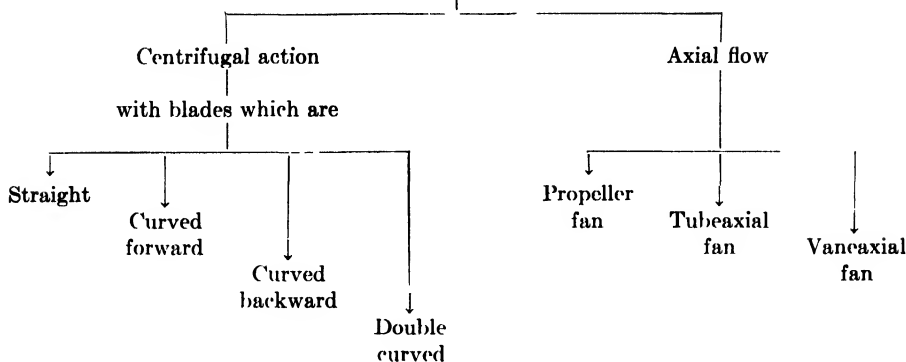 Centrifugal action
with blades which are
Straight
Curved
forward
Curved
backward
Double
curved
Axial flow
Propeller
fan
Tubeaxial
fan
Vaneaxial
fan